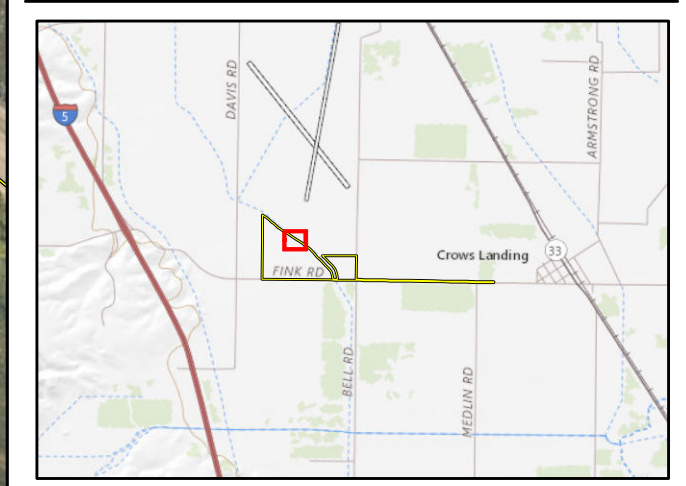 DAVIS RD
ARMSTRONG RD
5
Crows Landing
33
FINK RD
BELL RD
MEDLIN RD